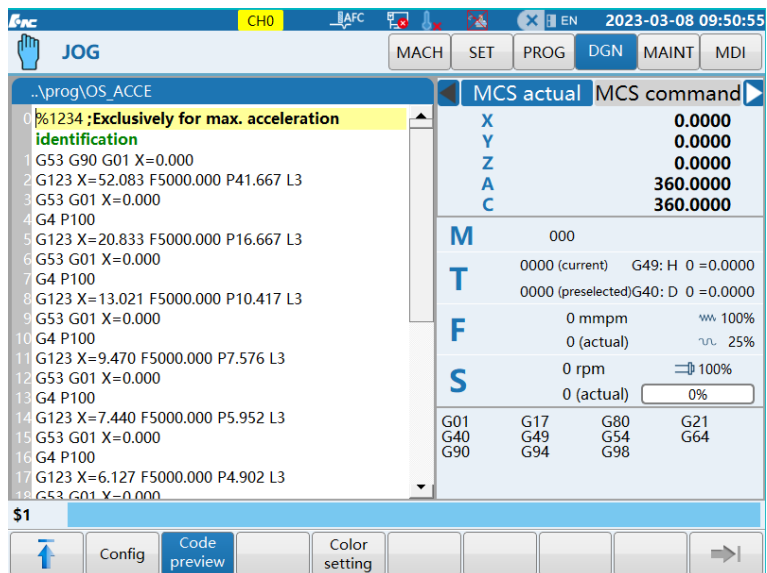 HNC CH0 AFC EN 2023-03-08 09:50:55
JOG MACH SET PROG DGN MAINT MDI
..\prog\OS_ACCE
0 %1234 ;Exclusively for max. acceleration
identification
1 G53 G90 G01 X=0.000
2 G123 X=52.083 F5000.000 P41.667 L3
3 G53 G01 X=0.000
4 G4 P100
5 G123 X=20.833 F5000.000 P16.667 L3
6 G53 G01 X=0.000
7 G4 P100
8 G123 X=13.021 F5000.000 P10.417 L3
9 G53 G01 X=0.000
10 G4 P100
11 G123 X=9.470 F5000.000 P7.576 L3
12 G53 G01 X=0.000
13 G4 P100
14 G123 X=7.440 F5000.000 P5.952 L3
15 G53 G01 X=0.000
16 G4 P100
17 G123 X=6.127 F5000.000 P4.902 L3
18 G53 G01 X=0.000
MCS actual MCS command
X 0.0000
Y 0.0000
Z 0.0000
A 360.0000
C 360.0000
M 000
T 0000 (current) G49: H 0 =0.0000
0000 (preselected)G40: D 0 =0.0000
F 0 mmpm 100%
0 (actual) 25%
S 0 rpm 100%
0 (actual) 0%
G01 G17 G80 G21
G40 G49 G54 G64
G90 G94 G98
$1
Config Code preview Color setting